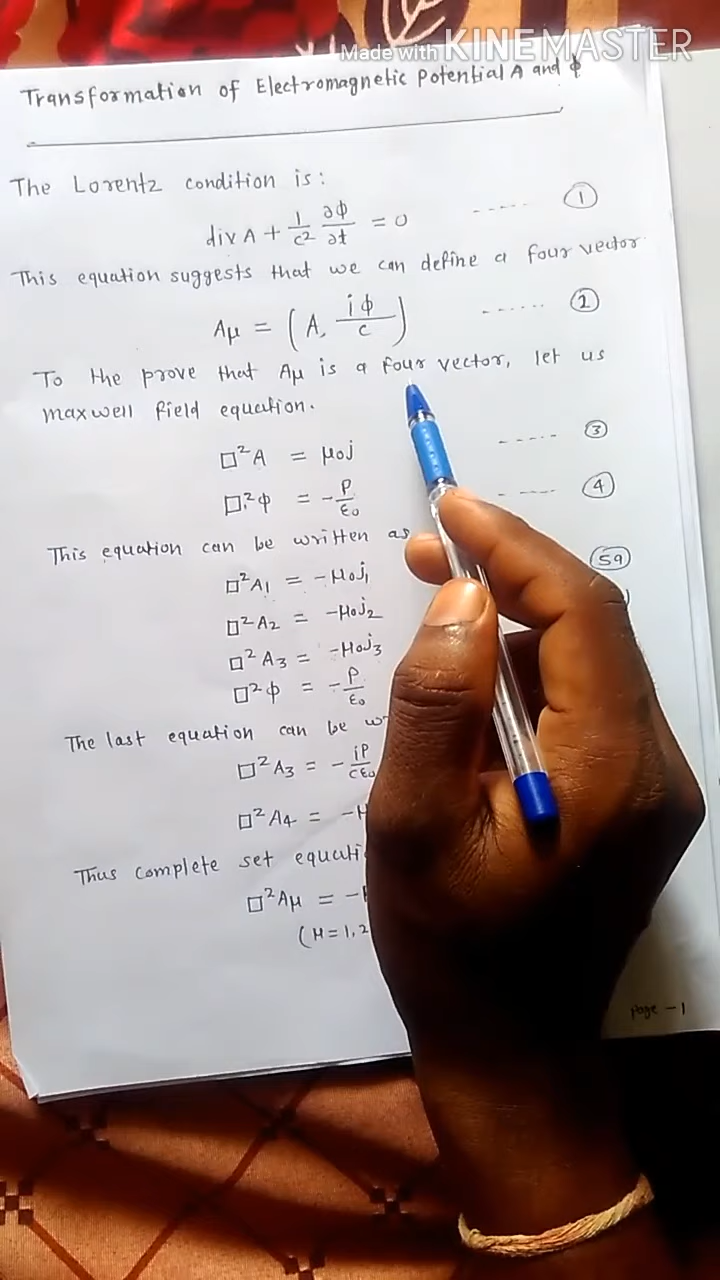 Made with KINEMASTER
Transformation of Electromagnetic Potential A and ϕ
The Lorentz condition is:
div A + 1/c² ∂ϕ/∂t = 0 ------ ①
This equation suggests that we can define a four vector
Aμ = (A, iϕ/c) ------ ②
To the prove that Aμ is a four vector, let us
maxwell field equation.
□²A = μ₀j ------ ③
□²ϕ = -ρ/ε₀ ------ ④
This equation can be written as
□²A₁ = -μ₀j₁ (5a)
□²A₂ = -μ₀j₂
□²A₃ = -μ₀j₃
□²ϕ = -ρ/ε₀
The last equation can be
□²A₃ = -iρ/cε₀
□²A₄ = -
Thus complete set
□²Aμ = -
(μ = 1, 2
Page - 1